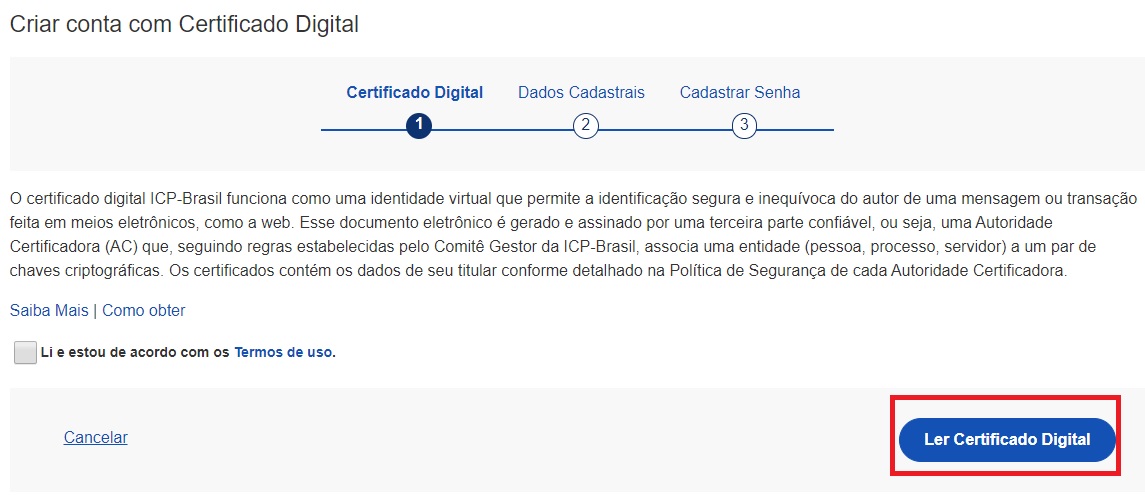 Criar conta com Certificado Digital
Certificado Digital Dados Cadastrais Cadastrar Senha
1 2 3
O certificado digital ICP-Brasil funciona como uma identidade virtual que permite a identificação segura e inequívoca do autor de uma mensagem ou transação
feita em meios eletrônicos, como a web. Esse documento eletrônico é gerado e assinado por uma terceira parte confiável, ou seja, uma Autoridade
Certificadora (AC) que, seguindo regras estabelecidas pelo Comitê Gestor da ICP-Brasil, associa uma entidade (pessoa, processo, servidor) a um par de
chaves criptográficas. Os certificados contém os dados de seu titular conforme detalhado na Política de Segurança de cada Autoridade Certificadora.
Saiba Mais | Como obter
Li e estou de acordo com os Termos de uso.
Cancelar Ler Certificado Digital